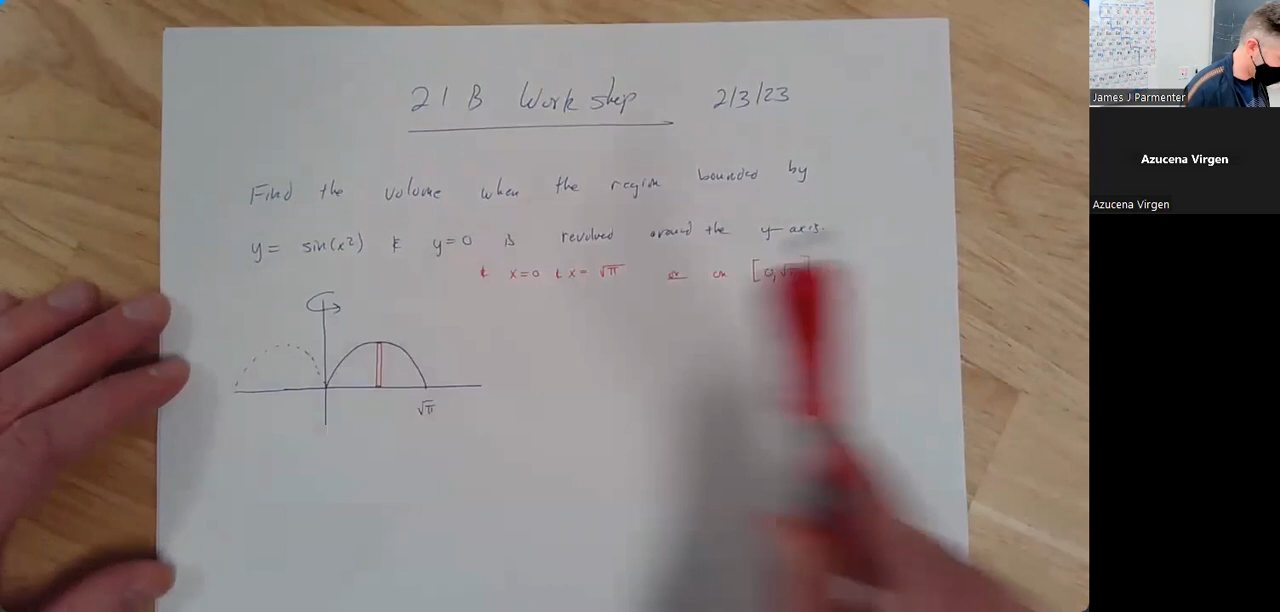 21B Workshop 2/3/23
Find the volume when the region bounded by
y = sin(x²) & y=0 is revolved around the y-axis.
& x=0 & x=√π or on [0,√π]
√π
James J Parmenter
Azucena Virgen
Azucena Virgen